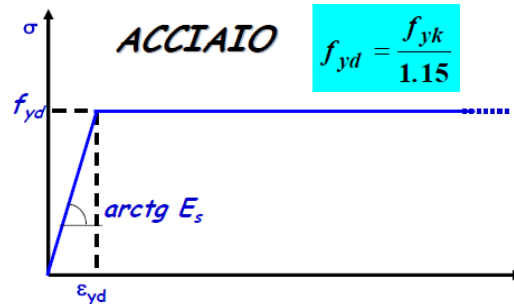 σ
ACCIAIO
f_yd = f_yk / 1.15
f_yd
arctg E_s
ε_yd